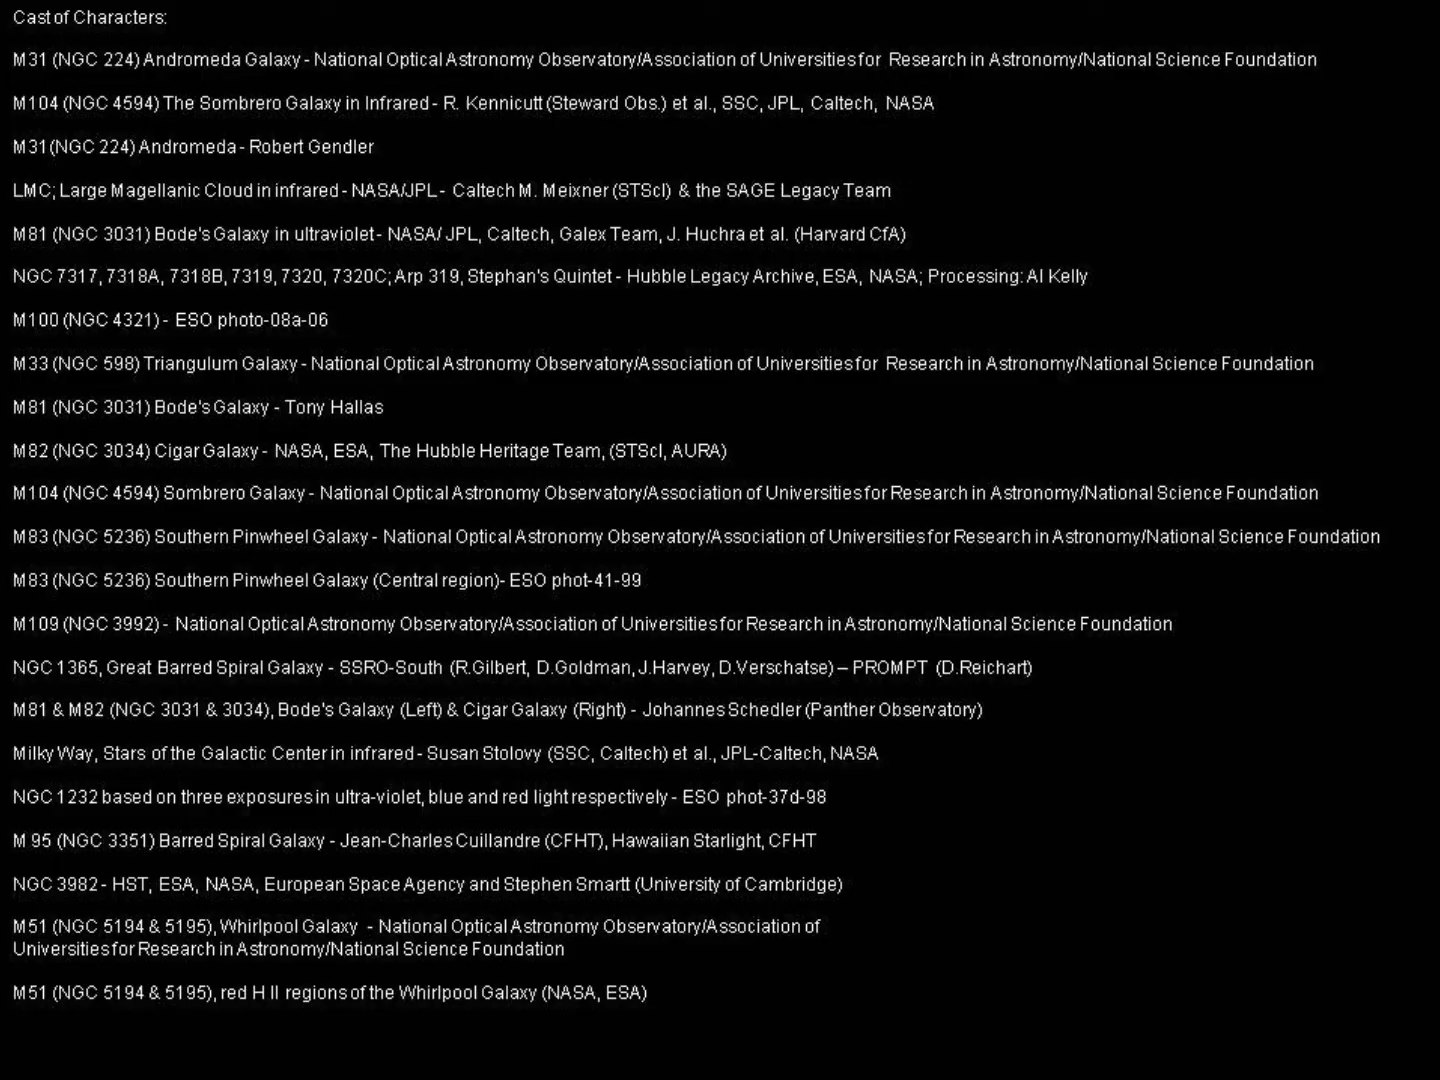 Cast of Characters:
M31 (NGC 224) Andromeda Galaxy - National Optical Astronomy Observatory/Association of Universities for Research in Astronomy/National Science Foundation
M104 (NGC 4594) The Sombrero Galaxy in Infrared - R. Kennicutt (Steward Obs.) et al., SSC, JPL, Caltech, NASA
M31 (NGC 224) Andromeda - Robert Gendler
LMC; Large Magellanic Cloud in infrared - NASA/JPL - Caltech M. Meixner (STScI) & the SAGE Legacy Team
M81 (NGC 3031) Bode's Galaxy in ultraviolet - NASA/ JPL, Caltech, Galex Team, J. Huchra et al. (Harvard CfA)
NGC 7317, 7318A, 7318B, 7319, 7320, 7320C; Arp 319, Stephan's Quintet - Hubble Legacy Archive, ESA, NASA; Processing: Al Kelly
M100 (NGC 4321) - ESO photo-08a-06
M33 (NGC 598) Triangulum Galaxy - National Optical Astronomy Observatory/Association of Universities for Research in Astronomy/National Science Foundation
M81 (NGC 3031) Bode's Galaxy - Tony Hallas
M82 (NGC 3034) Cigar Galaxy - NASA, ESA, The Hubble Heritage Team, (STScI, AURA)
M104 (NGC 4594) Sombrero Galaxy - National Optical Astronomy Observatory/Association of Universities for Research in Astronomy/National Science Foundation
M83 (NGC 5236) Southern Pinwheel Galaxy - National Optical Astronomy Observatory/Association of Universities for Research in Astronomy/National Science Foundation
M83 (NGC 5236) Southern Pinwheel Galaxy (Central region)- ESO phot-41-99
M109 (NGC 3992) - National Optical Astronomy Observatory/Association of Universities for Research in Astronomy/National Science Foundation
NGC 1365, Great Barred Spiral Galaxy - SSRO-South (R.Gilbert, D.Goldman, J.Harvey, D.Verschatse) – PROMPT (D.Reichart)
M81 & M82 (NGC 3031 & 3034), Bode's Galaxy (Left) & Cigar Galaxy (Right) - Johannes Schedler (Panther Observatory)
Milky Way, Stars of the Galactic Center in infrared - Susan Stolovy (SSC, Caltech) et al., JPL-Caltech, NASA
NGC 1232 based on three exposures in ultra-violet, blue and red light respectively - ESO phot-37d-98
M 95 (NGC 3351) Barred Spiral Galaxy - Jean-Charles Cuillandre (CFHT), Hawaiian Starlight, CFHT
NGC 3982 - HST, ESA, NASA, European Space Agency and Stephen Smartt (University of Cambridge)
M51 (NGC 5194 & 5195), Whirlpool Galaxy - National Optical Astronomy Observatory/Association of
Universities for Research in Astronomy/National Science Foundation
M51 (NGC 5194 & 5195), red H II regions of the Whirlpool Galaxy (NASA, ESA)